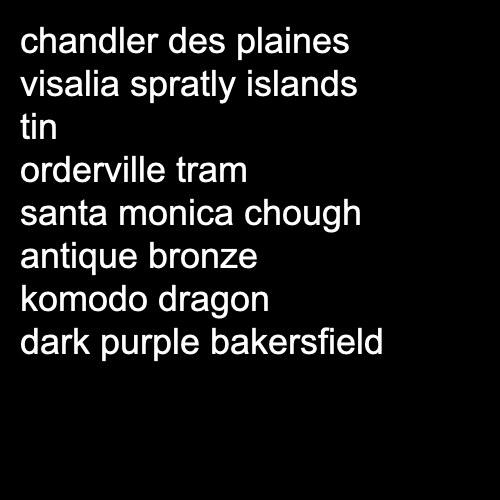 chandler des plaines
visalia spratly islands
tin
orderville tram
santa monica chough
antique bronze
komodo dragon
dark purple bakersfield